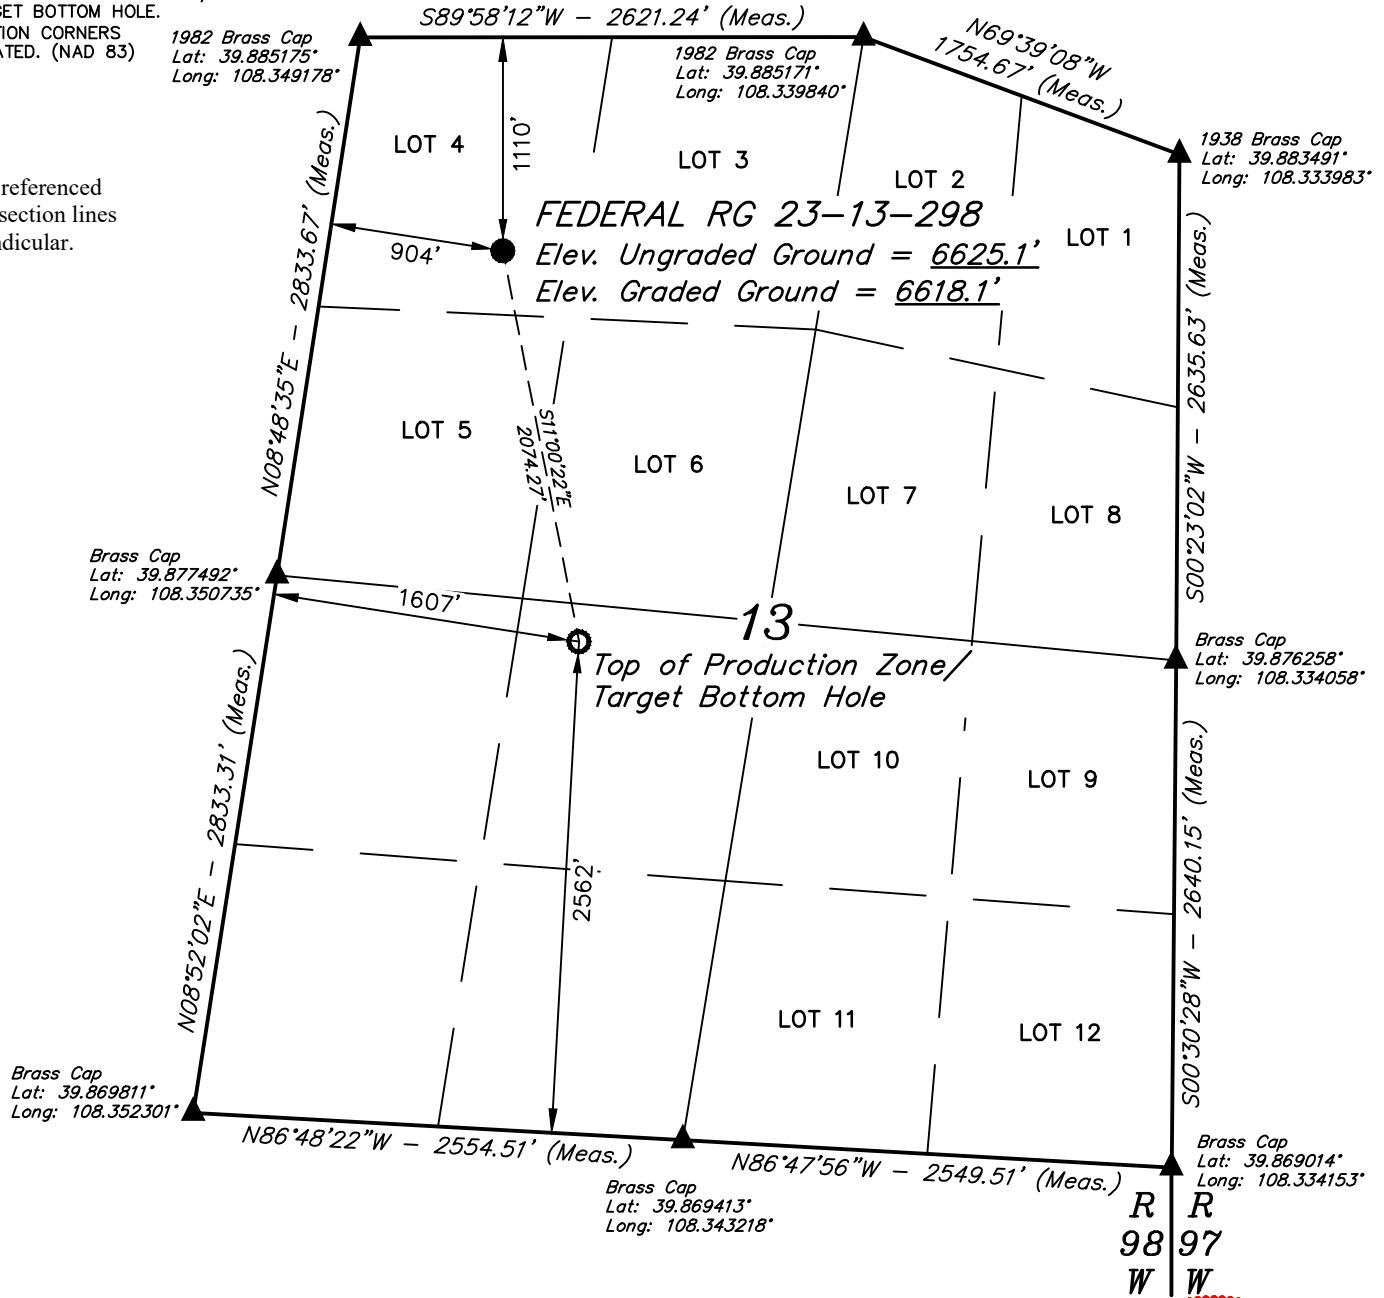 GET BOTTOM HOLE.
TION CORNERS
ATED. (NAD 83)
referenced
section lines
ndicular.
S89°58'12"W - 2621.24' (Meas.)
1982 Brass Cap
Lat: 39.885175°
Long: 108.349178°
1982 Brass Cap
Lat: 39.885171°
Long: 108.339840°
N69°39'08"W
1754.67' (Meas.)
1938 Brass Cap
Lat: 39.883491°
Long: 108.333983°
LOT 4
1110'
LOT 3
LOT 2
LOT 1
904'
FEDERAL RG 23-13-298
Elev. Ungraded Ground = 6625.1'
Elev. Graded Ground = 6618.1'
N08°48'35"E - 2833.67' (Meas.)
S00°23'02"W - 2635.63' (Meas.)
LOT 5
S11°00'22"E
2074.27'
LOT 6
LOT 7
LOT 8
Brass Cap
Lat: 39.877492°
Long: 108.350735°
1607'
13
Top of Production Zone/
Target Bottom Hole
Brass Cap
Lat: 39.876258°
Long: 108.334058°
N08°52'02"E - 2833.31' (Meas.)
S00°30'28"W - 2640.15' (Meas.)
LOT 10
LOT 9
2562'
LOT 11
LOT 12
Brass Cap
Lat: 39.869811°
Long: 108.352301°
N86°48'22"W - 2554.51' (Meas.)
Brass Cap
Lat: 39.869413°
Long: 108.343218°
N86°47'56"W - 2549.51' (Meas.)
Brass Cap
Lat: 39.869014°
Long: 108.334153°
R R
98 97
W W